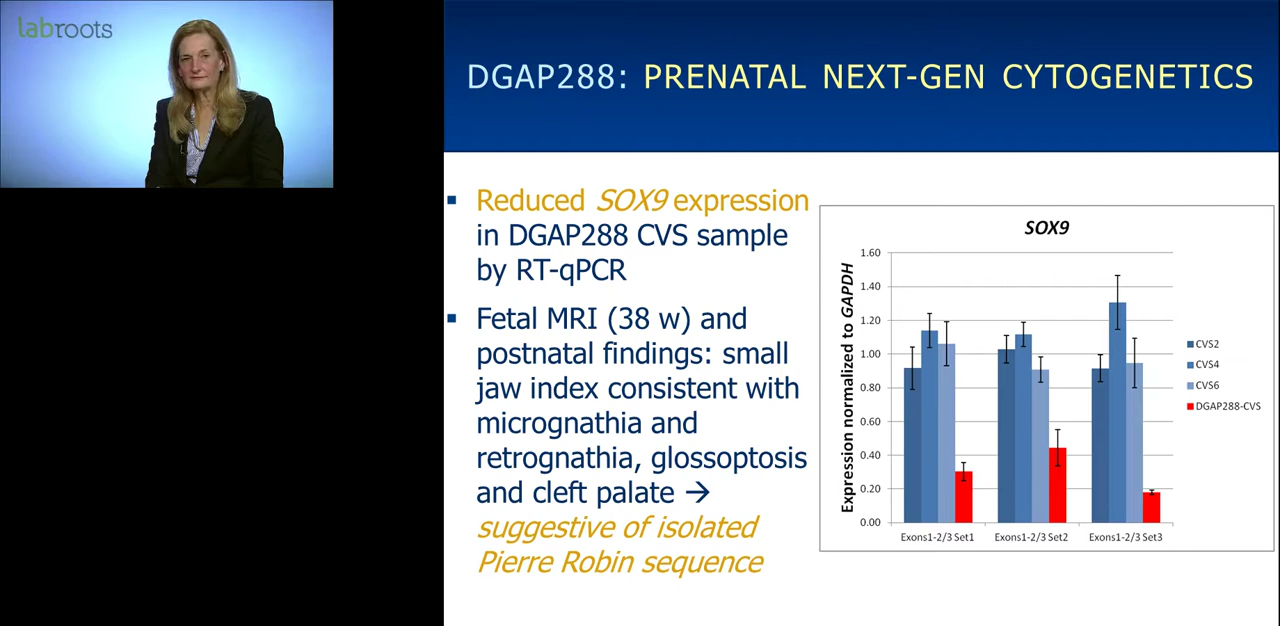 labroots
DGAP288: PRENATAL NEXT-GEN CYTOGENETICS
▪ Reduced SOX9 expression
in DGAP288 CVS sample
by RT-qPCR
▪ Fetal MRI (38 w) and
postnatal findings: small
jaw index consistent with
micrognathia and
retrognathia, glossoptosis
and cleft palate →
suggestive of isolated
Pierre Robin sequence
SOX9
Expression normalized to GAPDH
1.60
1.40
1.20
1.00
0.80
0.60
0.40
0.20
0.00
Exons1-2/3 Set1
Exons1-2/3 Set2
Exons1-2/3 Set3
CVS2
CVS4
CVS6
DGAP288-CVS